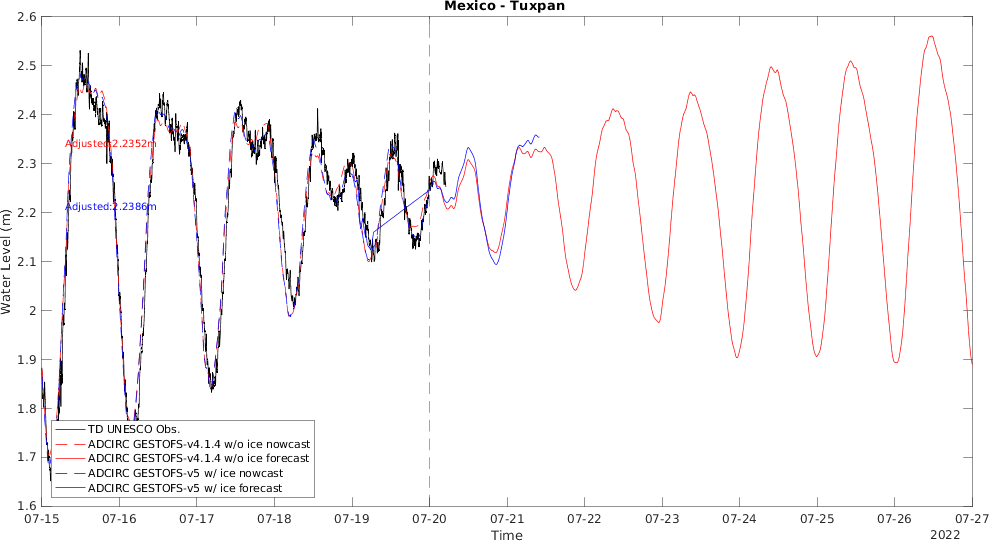 Mexico - Tuxpan
Water Level (m)
2.6
2.5
2.4
2.3
2.2
2.1
2
1.9
1.8
1.7
1.6
Adjusted:2.2352m
Adjusted:2.2386m
TD UNESCO Obs.
ADCIRC GESTOFS-v4.1.4 w/o ice nowcast
ADCIRC GESTOFS-v4.1.4 w/o ice forecast
ADCIRC GESTOFS-v5 w/ ice nowcast
ADCIRC GESTOFS-v5 w/ ice forecast
07-15 07-16 07-17 07-18 07-19 07-20 07-21 07-22 07-23 07-24 07-25 07-26 07-27
Time
2022